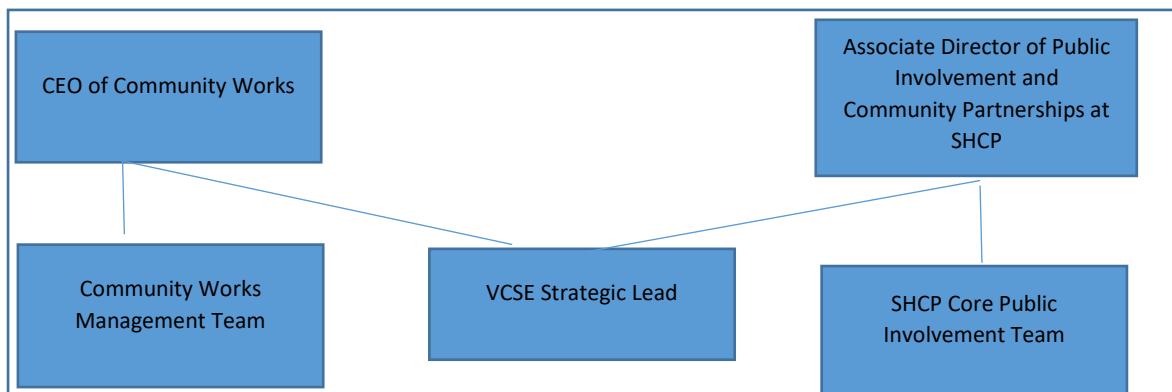 CEO of Community Works
Associate Director of Public
Involvement and
Community Partnerships at
SHCP
Community Works
Management Team
VCSE Strategic Lead
SHCP Core Public
Involvement Team